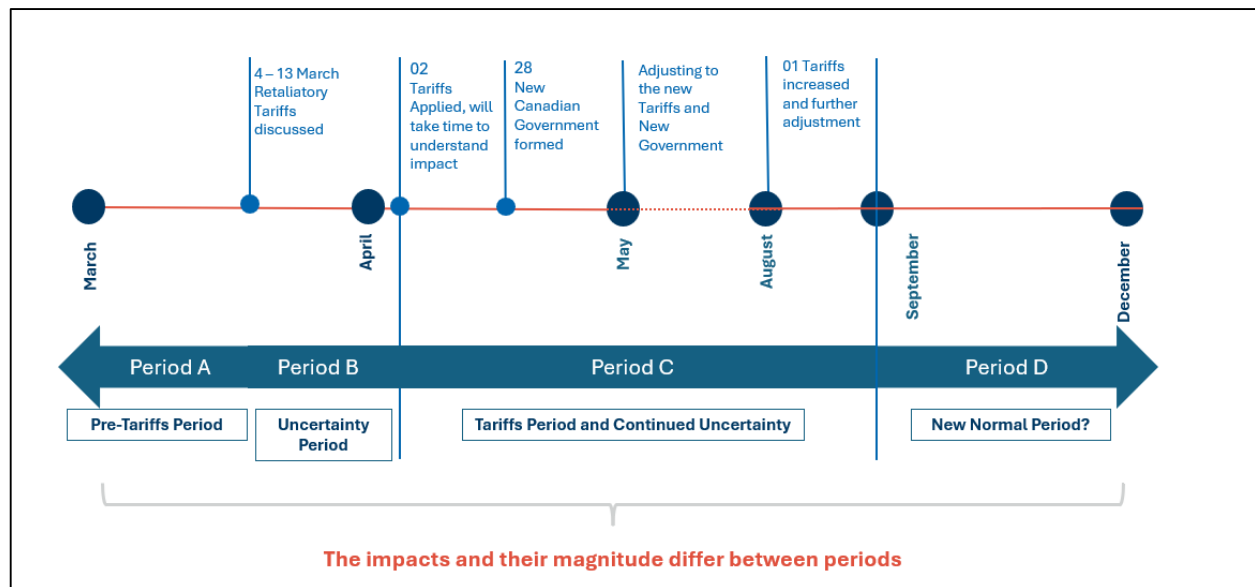 4 – 13 March
Retaliatory
Tariffs
discussed
02
Tariffs
Applied, will
take time to
understand
impact
28
New
Canadian
Government
formed
Adjusting to
the new
Tariffs and
New
Government
01 Tariffs
increased
and further
adjustment
March
April
May
August
September
December
Period A
Period B
Period C
Period D
Pre-Tariffs Period
Uncertainty
Period
Tariffs Period and Continued Uncertainty
New Normal Period?
The impacts and their magnitude differ between periods